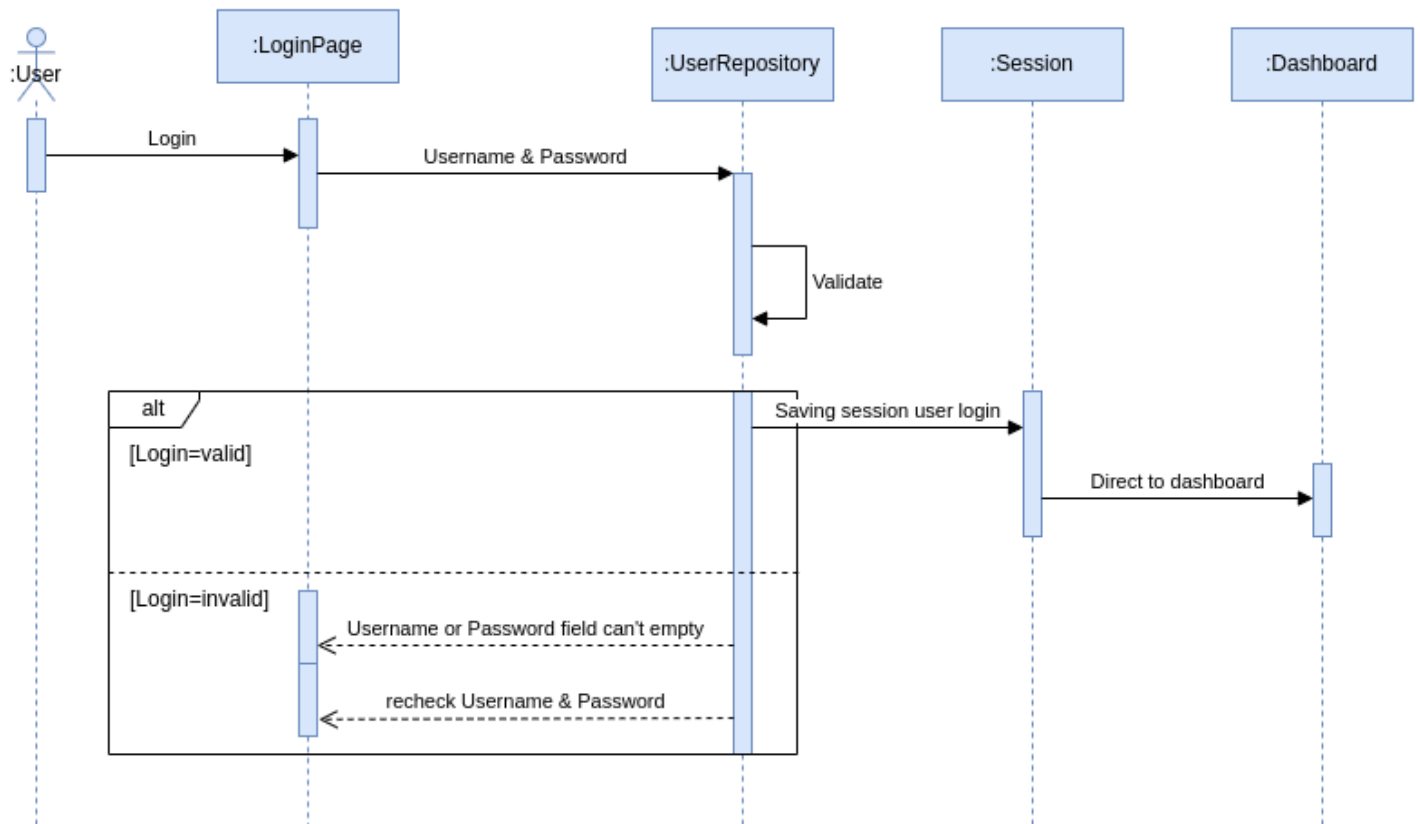 :User
:LoginPage
:UserRepository
:Session
:Dashboard
Login
Username & Password
Validate
alt
[Login=valid]
Saving session user login
Direct to dashboard
[Login=invalid]
Username or Password field can't empty
recheck Username & Password